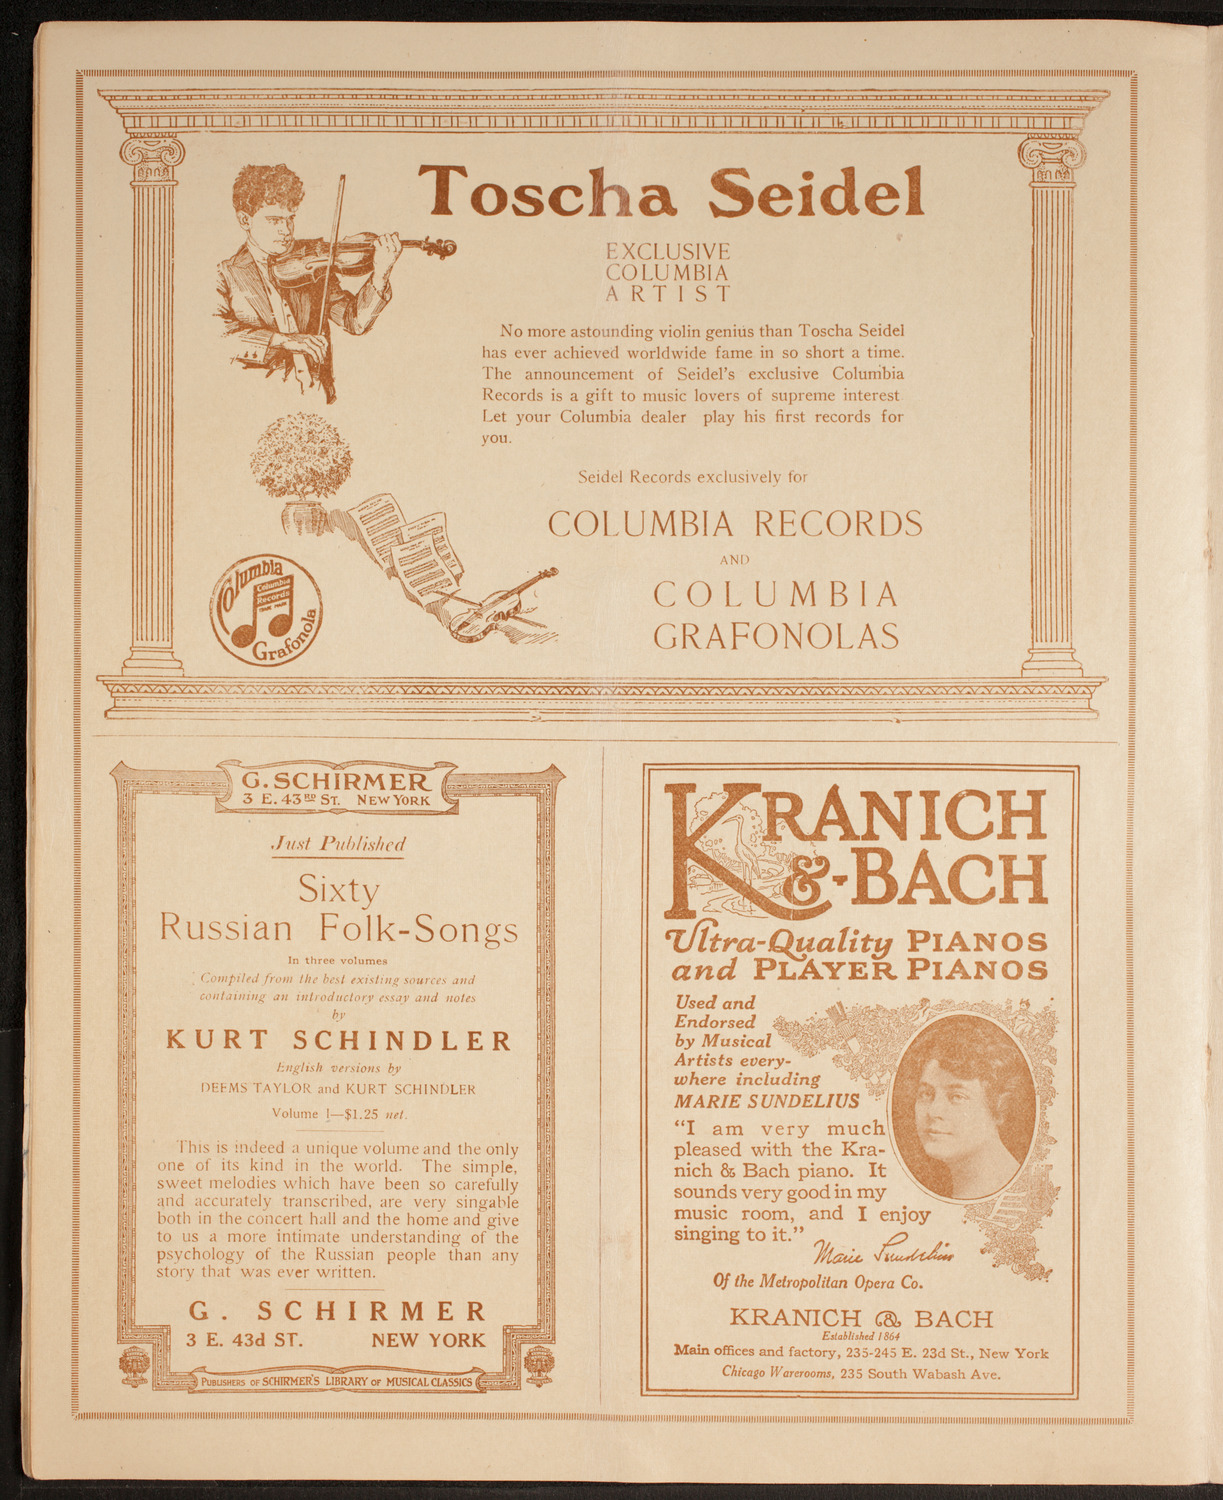 Toscha Seidel
EXCLUSIVE
COLUMBIA
ARTIST
No more astounding violin genius than Toscha Seidel
has ever achieved worldwide fame in so short a time.
The announcement of Seidel's exclusive Columbia
Records is a gift to music lovers of supreme interest
Let your Columbia dealer play his first records for
you.
Seidel Records exclusively for
COLUMBIA RECORDS
AND
COLUMBIA
GRAFONOLAS
Columbia
Columbia
Records
TRADE MARK
Grafonola
G. SCHIRMER
3 E. 43RD ST. NEW YORK
Just Published
Sixty
Russian Folk-Songs
In three volumes
Compiled from the best existing sources and
containing an introductory essay and notes
by
KURT SCHINDLER
English versions by
DEEMS TAYLOR and KURT SCHINDLER
Volume I—$1.25 net.
This is indeed a unique volume and the only
one of its kind in the world. The simple,
sweet melodies which have been so carefully
and accurately transcribed, are very singable
both in the concert hall and the home and give
to us a more intimate understanding of the
psychology of the Russian people than any
story that was ever written.
G. SCHIRMER
3 E. 43d ST. NEW YORK
PUBLISHERS OF SCHIRMER'S LIBRARY OF MUSICAL CLASSICS
KRANICH
&-BACH
Ultra-Quality PIANOS
and PLAYER PIANOS
Used and
Endorsed
by Musical
Artists every-
where including
MARIE SUNDELIUS
"I am very much
pleased with the Kra-
nich & Bach piano. It
sounds very good in my
music room, and I enjoy
singing to it."
Marie Sundelius
Of the Metropolitan Opera Co.
KRANICH & BACH
Established 1864
Main offices and factory, 235-245 E. 23d St., New York
Chicago Warerooms, 235 South Wabash Ave.